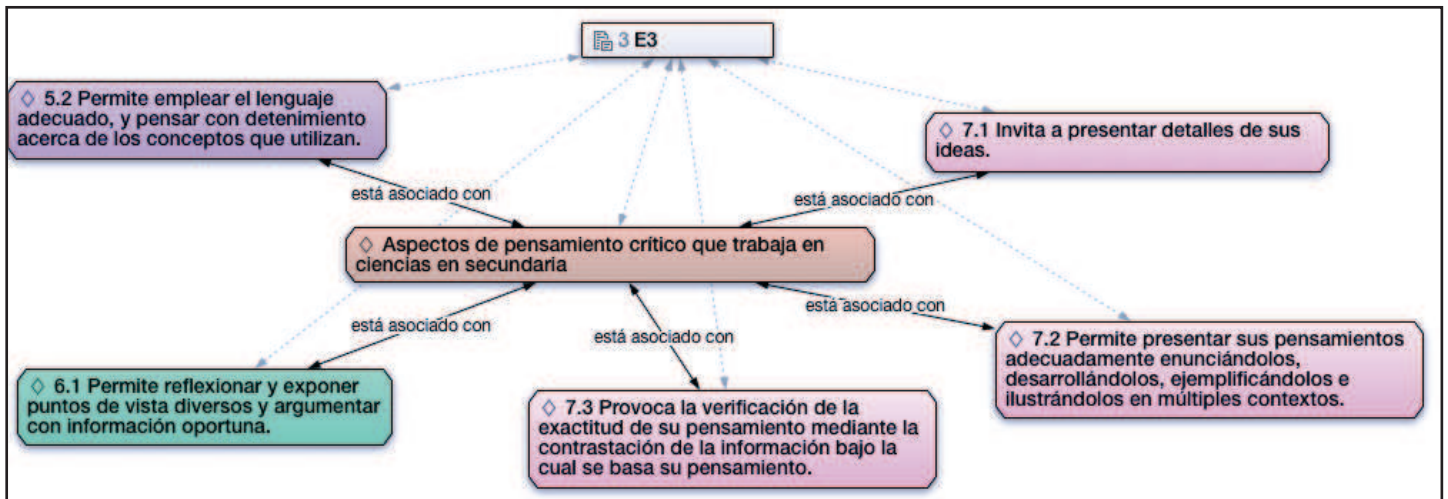 3 E3
◇ 5.2 Permite emplear el lenguaje
adecuado, y pensar con detenimiento
acerca de los conceptos que utilizan.
◇ 7.1 Invita a presentar detalles de sus
ideas.
está asociado con
está asociado con
◇ Aspectos de pensamiento crítico que trabaja en
ciencias en secundaria
está asociado con
está asociado con
está asociado con
◇ 6.1 Permite reflexionar y exponer
puntos de vista diversos y argumentar
con información oportuna.
◇ 7.3 Provoca la verificación de la
exactitud de su pensamiento mediante la
contrastación de la información bajo la
cual se basa su pensamiento.
◇ 7.2 Permite presentar sus pensamientos
adecuadamente enunciándolos,
desarrollándolos, ejemplificándolos e
ilustrándolos en múltiples contextos.